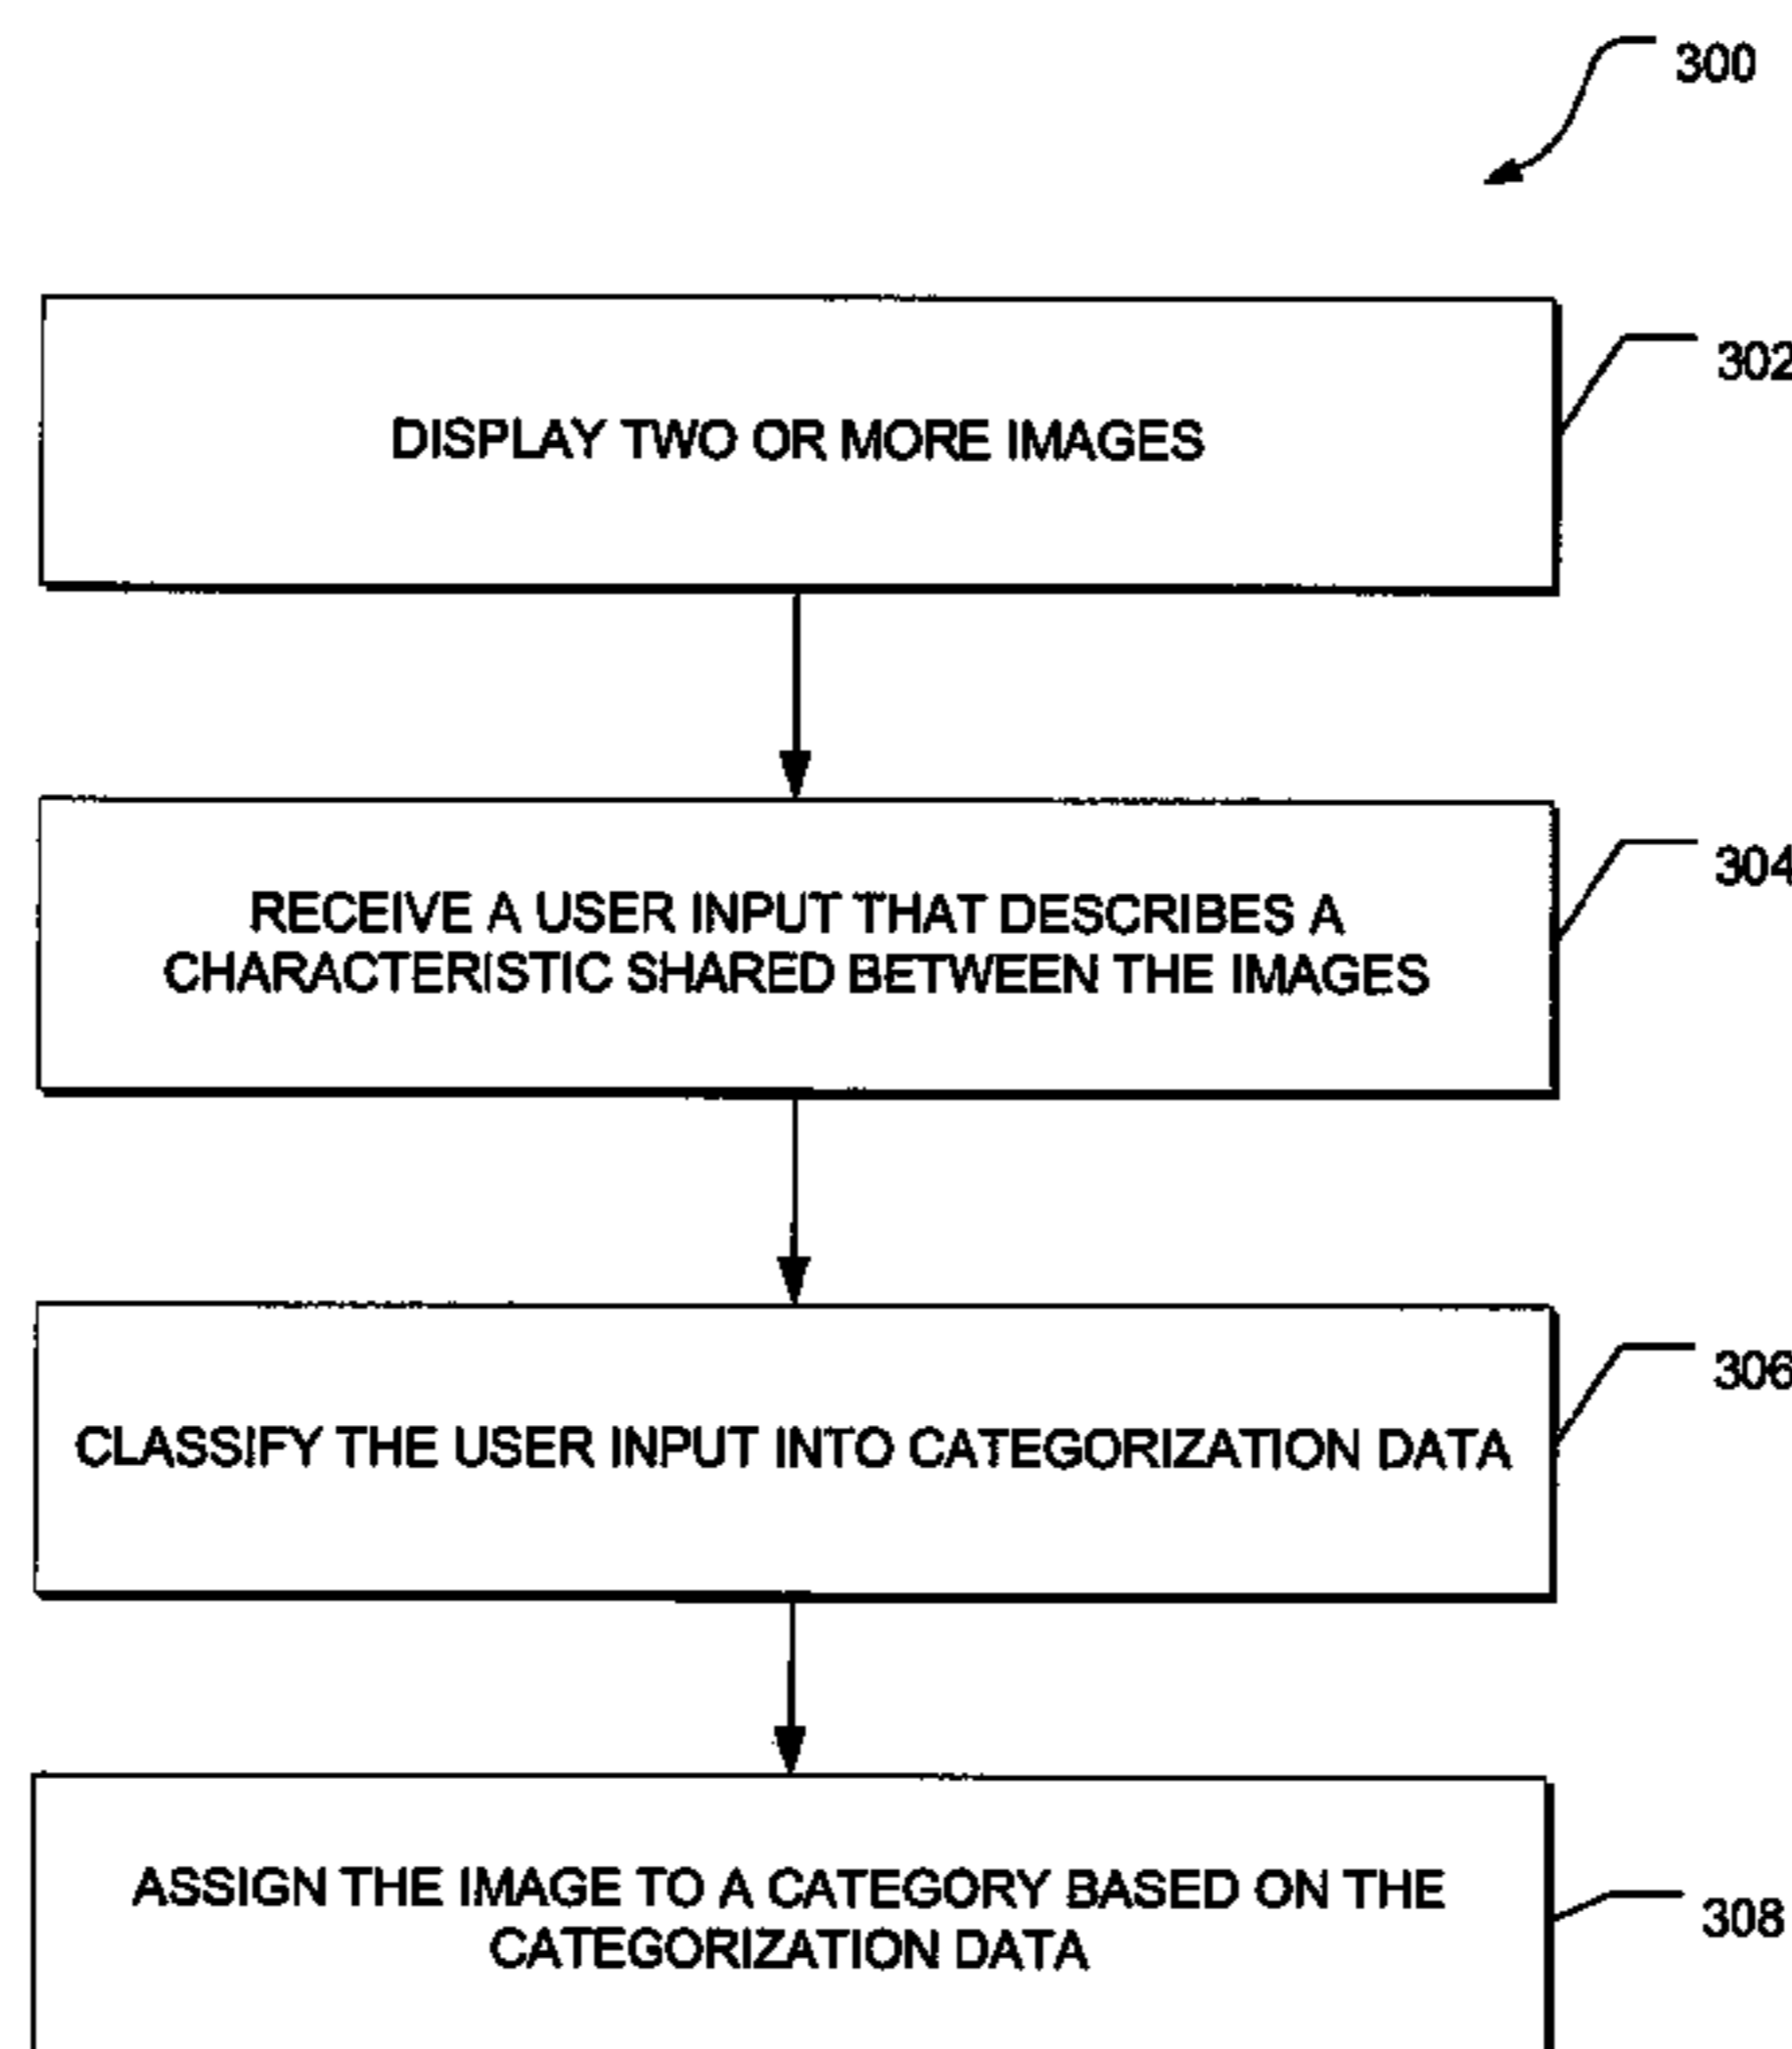 300
302
DISPLAY TWO OR MORE IMAGES
304
RECEIVE A USER INPUT THAT DESCRIBES A
CHARACTERISTIC SHARED BETWEEN THE IMAGES
306
CLASSIFY THE USER INPUT INTO CATEGORIZATION DATA
308
ASSIGN THE IMAGE TO A CATEGORY BASED ON THE
CATEGORIZATION DATA